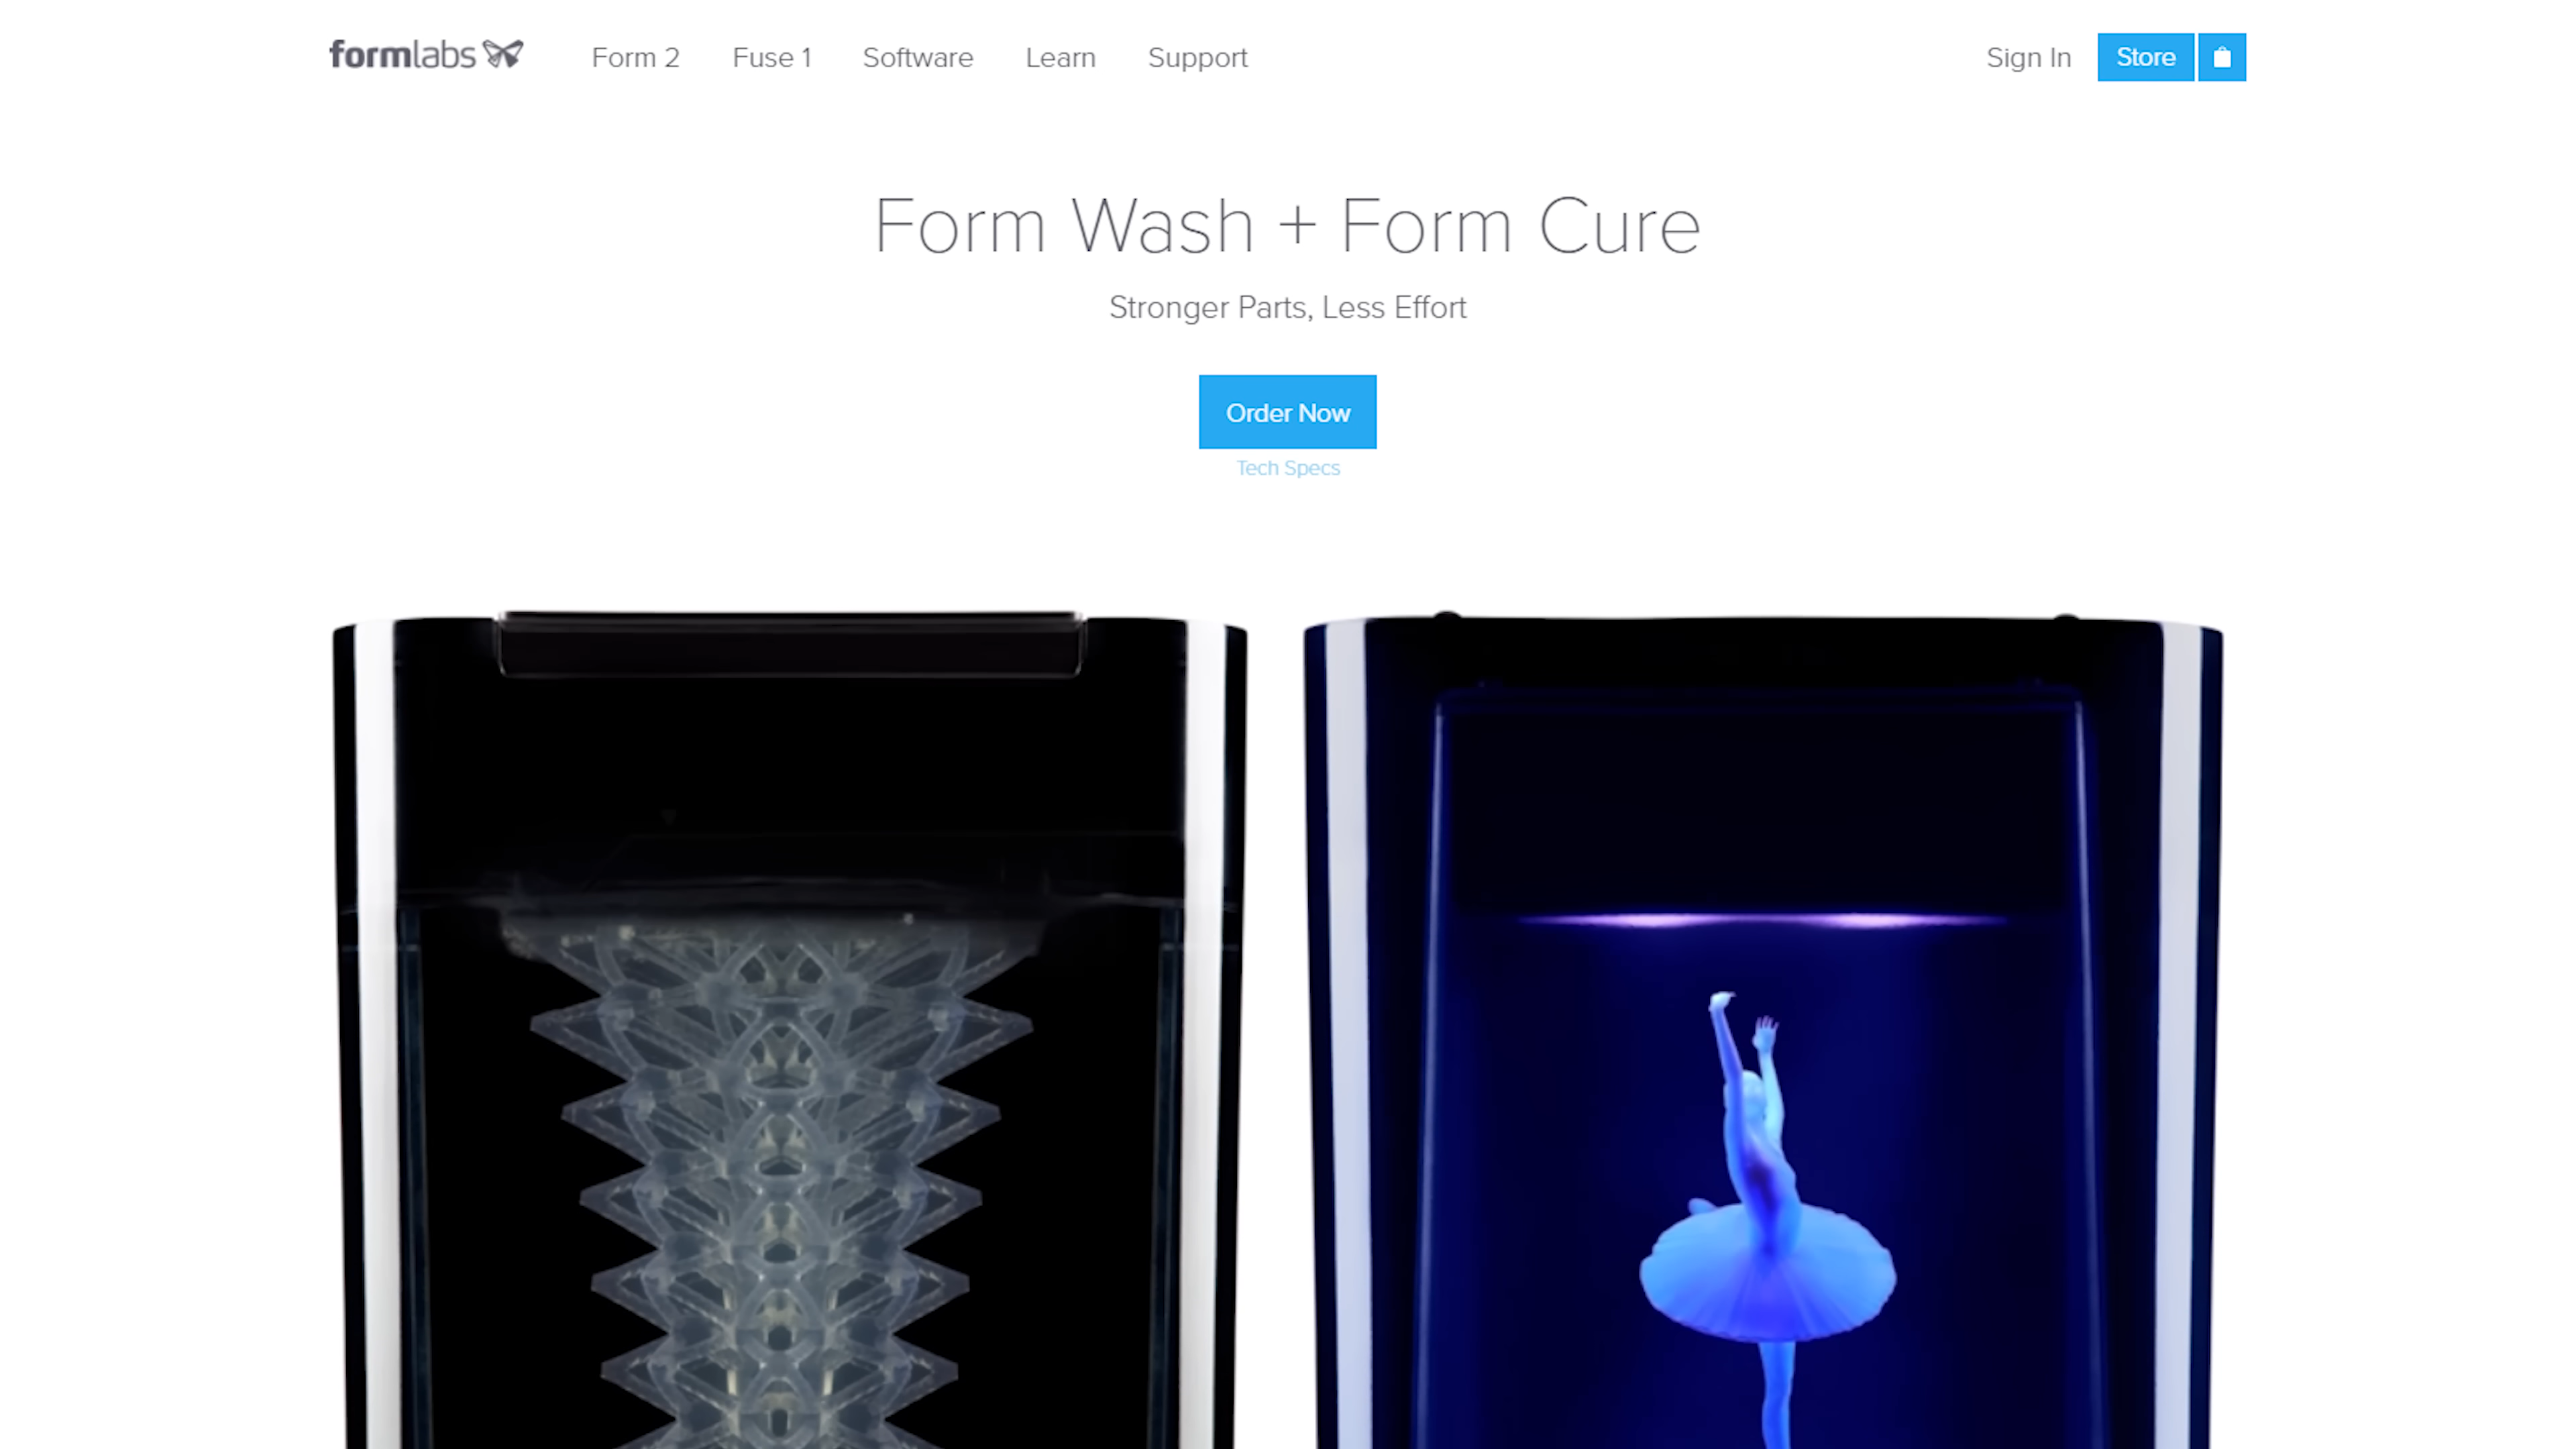 formlabs
Form 2
Fuse 1
Software
Learn
Support
Sign In
Store
Form Wash + Form Cure
Stronger Parts, Less Effort
Order Now
Tech Specs